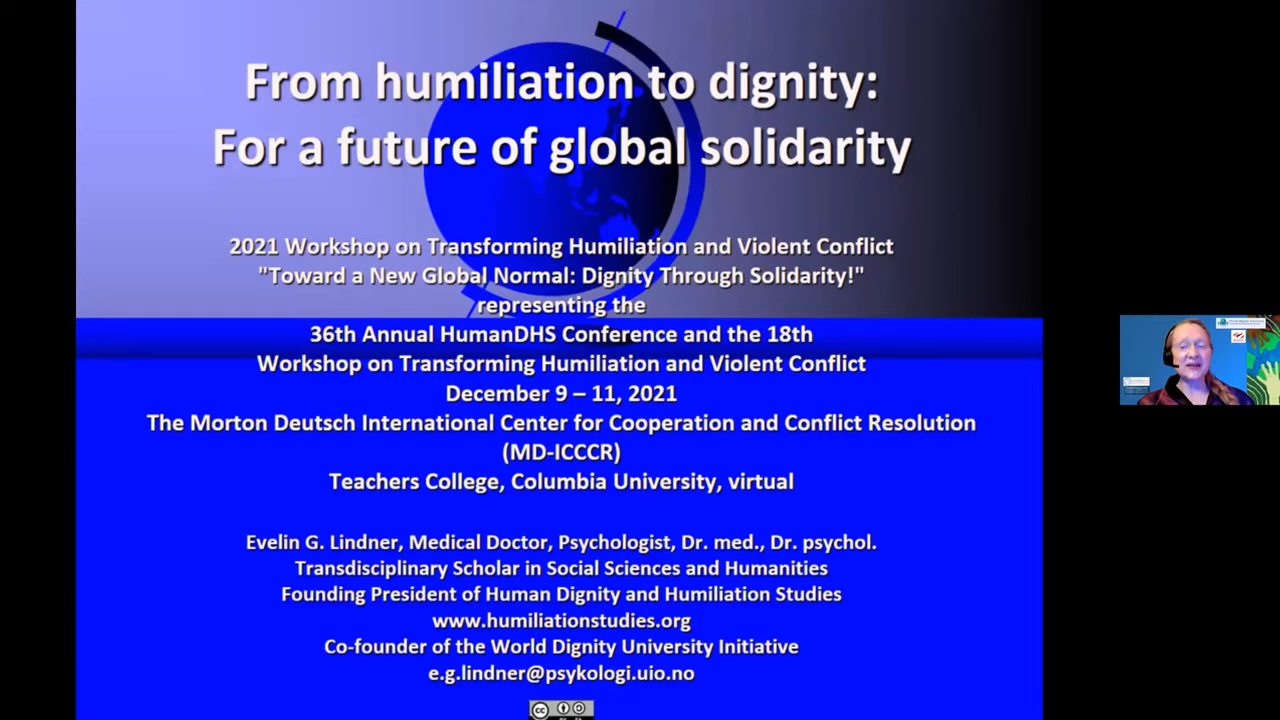 From humiliation to dignity:
For a future of global solidarity
2021 Workshop on Transforming Humiliation and Violent Conflict
"Toward a New Global Normal: Dignity Through Solidarity!"
representing the
36th Annual HumanDHS Conference and the 18th
Workshop on Transforming Humiliation and Violent Conflict
December 9 – 11, 2021
The Morton Deutsch International Center for Cooperation and Conflict Resolution
(MD-ICCCR)
Teachers College, Columbia University, virtual
Evelin G. Lindner, Medical Doctor, Psychologist, Dr. med., Dr. psychol.
Transdisciplinary Scholar in Social Sciences and Humanities
Founding President of Human Dignity and Humiliation Studies
www.humiliationstudies.org
Co-founder of the World Dignity University Initiative
e.g.lindner@psykologi.uio.no
cc